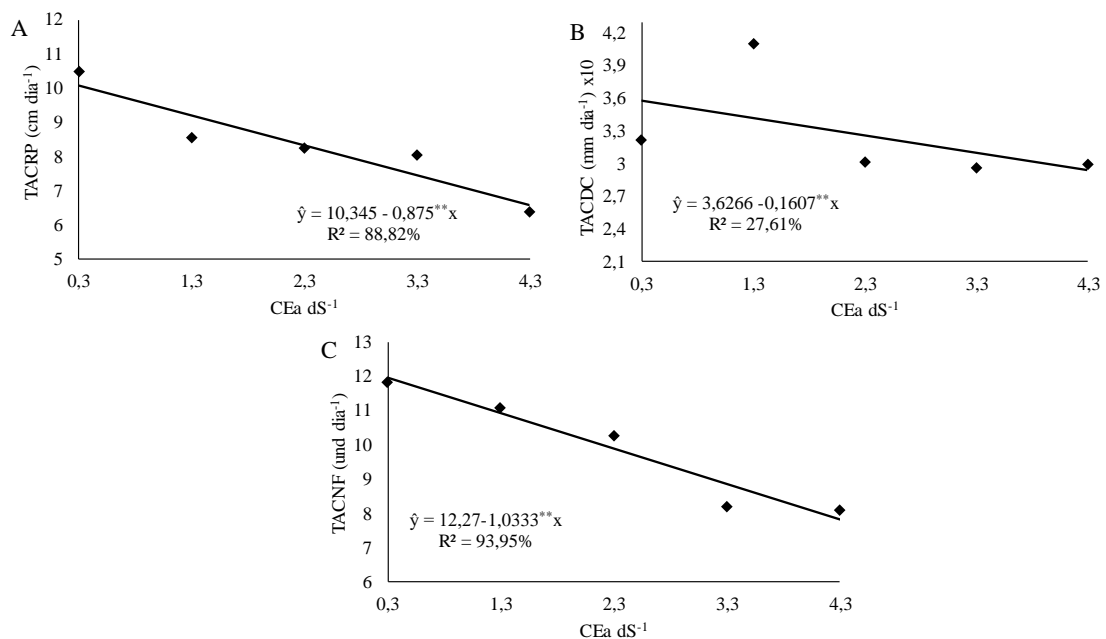 A
TACRP (cm dia⁻¹)
12
11
10
9
8
7
6
5
ŷ = 10,345 - 0,875**x
R² = 88,82%
0,3 1,3 2,3 3,3 4,3
CEa dS⁻¹
B
TACDC (mm dia⁻¹) x10
4,2
3,9
3,6
3,3
3
2,7
2,4
2,1
ŷ = 3,6266 -0,1607**x
R² = 27,61%
0,3 1,3 2,3 3,3 4,3
CEa dS⁻¹
C
TACNF (und dia⁻¹)
13
12
11
10
9
8
7
6
ŷ = 12,27-1,0333**x
R² = 93,95%
0,3 1,3 2,3 3,3 4,3
CEa dS⁻¹